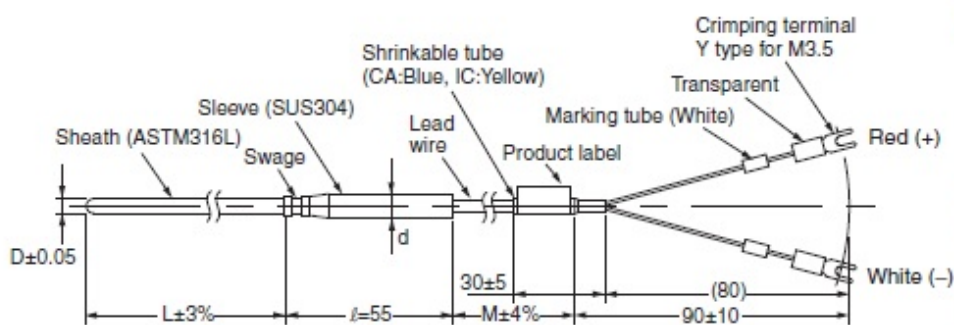 Crimping terminal
Y type for M3.5
Shrinkable tube
(CA:Blue, IC:Yellow)
Transparent
Sleeve (SUS304)
Marking tube (White)
Sheath (ASTM316L)
Lead
wire
Red (+)
Swage
Product label
D±0.05
d
30±5
(80)
White (–)
L±3%
ℓ=55
M±4%
90±10